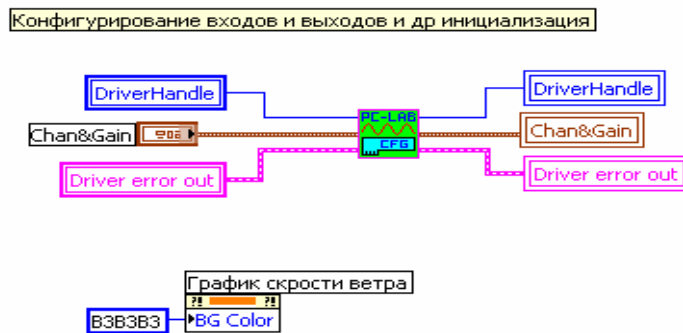 Конфигурирование входов и выходов и др инициализация
DriverHandle
DriverHandle
PC-LAB
Chan&Gain
Chan&Gain
CFG
Driver error out
Driver error out
График скрости ветра
?! ?!
B3B3B3
BG Color